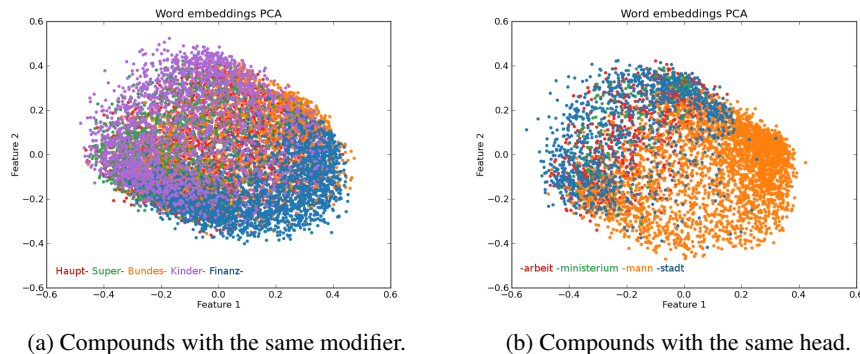 Word embeddings PCA
0.6
0.4
0.2
0.0
−0.2
−0.4
−0.6
Feature 2
Haupt- Super- Bundes- Kinder- Finanz-
−0.6 −0.4 −0.2 0.0 0.2 0.4 0.6
Feature 1
(a) Compounds with the same modifier.
Word embeddings PCA
0.6
0.4
0.2
0.0
−0.2
−0.4
−0.6
Feature 2
-arbeit -ministerium -mann -stadt
−0.6 −0.4 −0.2 0.0 0.2 0.4 0.6
Feature 1
(b) Compounds with the same head.